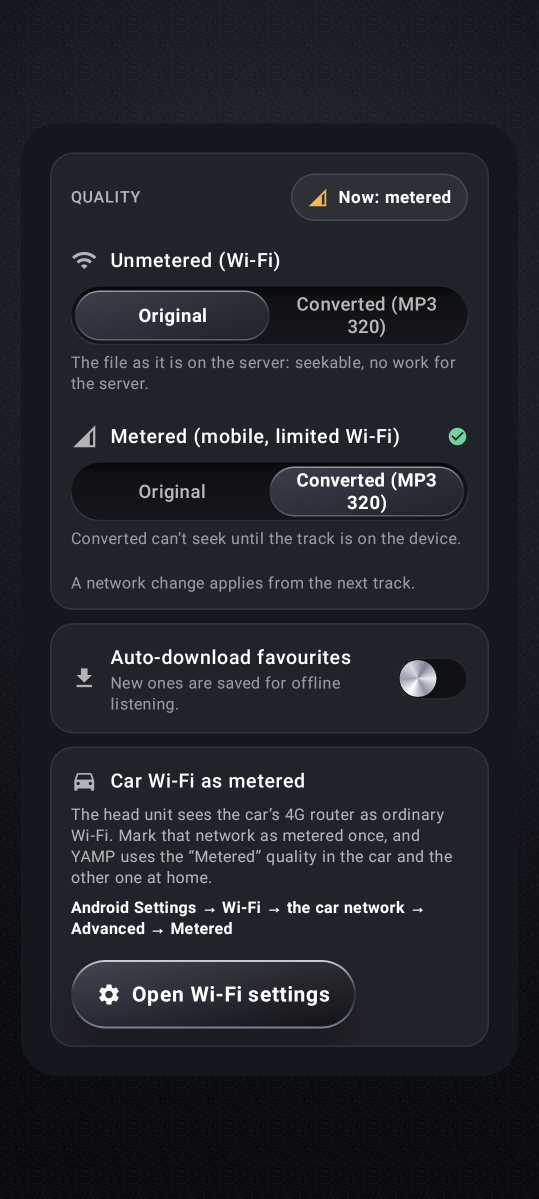 QUALITY
Now: metered
Unmetered (Wi-Fi)
Original
Converted (MP3
320)
The file as it is on the server: seekable, no work for
the server.
Metered (mobile, limited Wi-Fi)
Original
Converted (MP3
320)
Converted can’t seek until the track is on the device.
A network change applies from the next track.
Auto-download favourites
New ones are saved for offline
listening.
Car Wi-Fi as metered
The head unit sees the car’s 4G router as ordinary
Wi-Fi. Mark that network as metered once, and
YAMP uses the “Metered” quality in the car and the
other one at home.
Android Settings → Wi-Fi → the car network →
Advanced → Metered
Open Wi-Fi settings